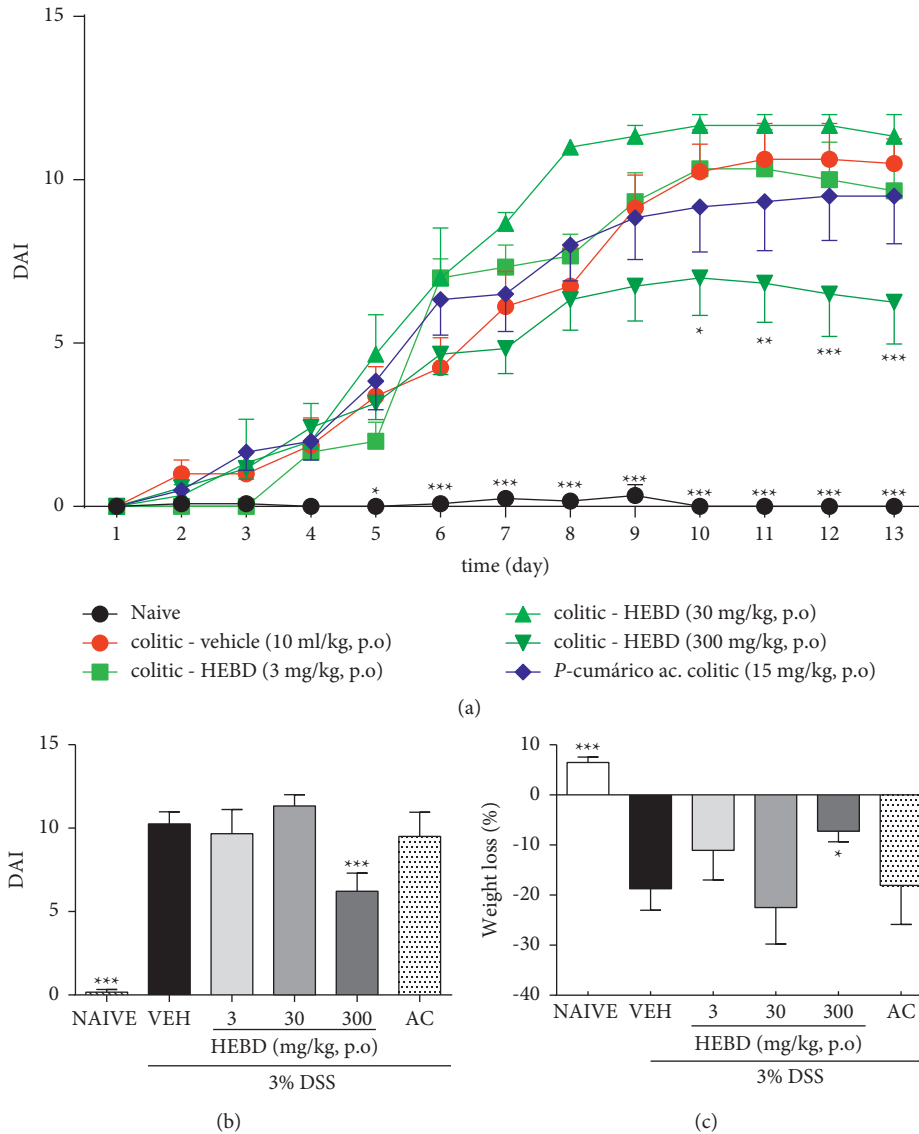 15
10
5
0
DAI
* *** *** *** *** *** *** *** ***
* ** *** ***
1 2 3 4 5 6 7 8 9 10 11 12 13
time (day)
Naive
colitic - vehicle (10 ml/kg, p.o)
colitic - HEBD (3 mg/kg, p.o)
colitic - HEBD (30 mg/kg, p.o)
colitic - HEBD (300 mg/kg, p.o)
P-cumárico ac. colitic (15 mg/kg, p.o)
(a)
15
10
5
0
DAI
***
***
NAIVE VEH 3 30 300 AC
HEBD (mg/kg, p.o)
3% DSS
(b)
10
0
-10
-20
-30
-40
Weight loss (%)
***
*
NAIVE VEH 3 30 300 AC
HEBD (mg/kg, p.o)
3% DSS
(c)